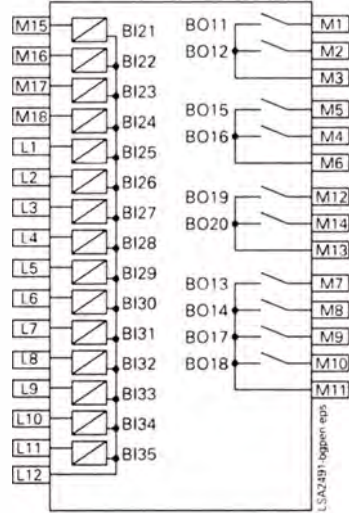 M15 BI21 BO11 M1
M16 BI22 BO12 M2
M17 BI23 M3
M18 BI24 BO15 M5
L1 BI25 BO16 M4
L2 BI26 M6
L3 BI27 BO19 M12
L4 BI28 BO20 M14
L5 BI29 M13
L6 BI30 BO13 M7
L7 BI31 BO14 M8
L8 BI32 BO17 M9
L9 BI33 BO18 M10
L10 BI34 M11
L11 BI35
L12
LSA2491-bgpen.eps